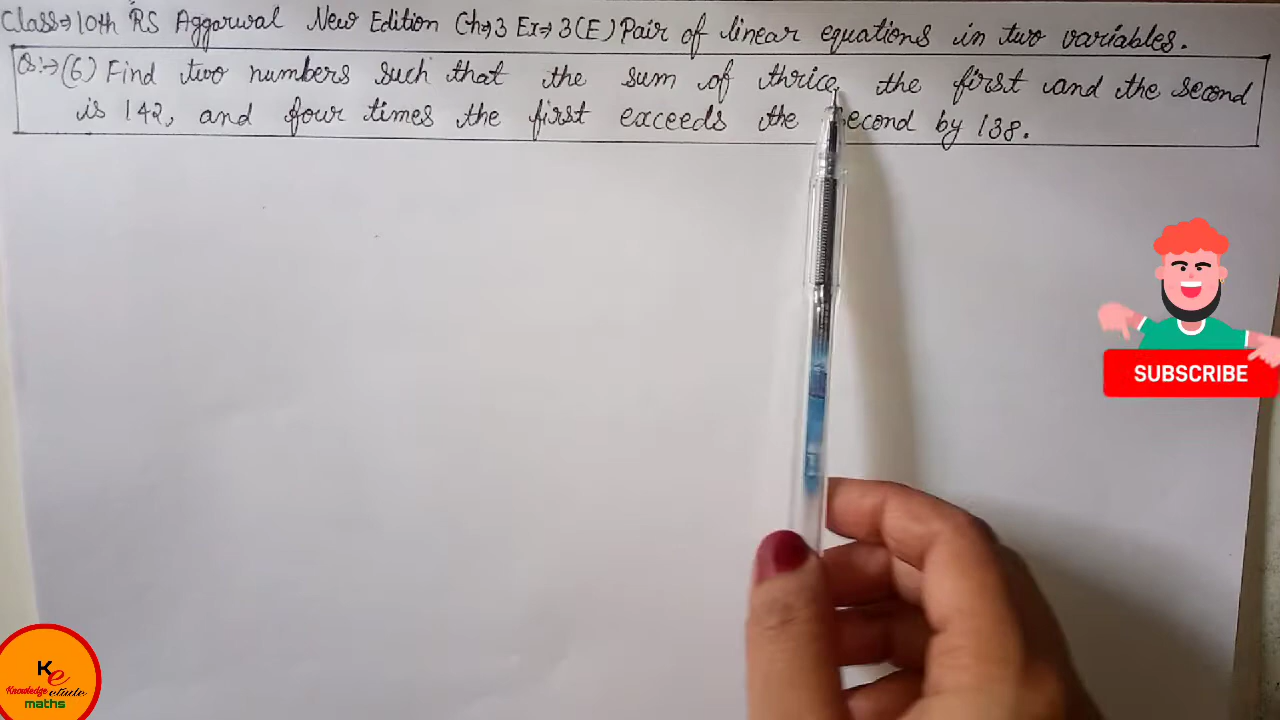 Class→10th RS Aggarwal New Edition Ch→3 Ex→3(E) Pair of linear equations in two variables.
Q:→(6) Find two numbers such that the sum of thrice the first and the second
is 142, and four times the first exceeds the second by 138.
SUBSCRIBE
Ke
Knowledge
maths